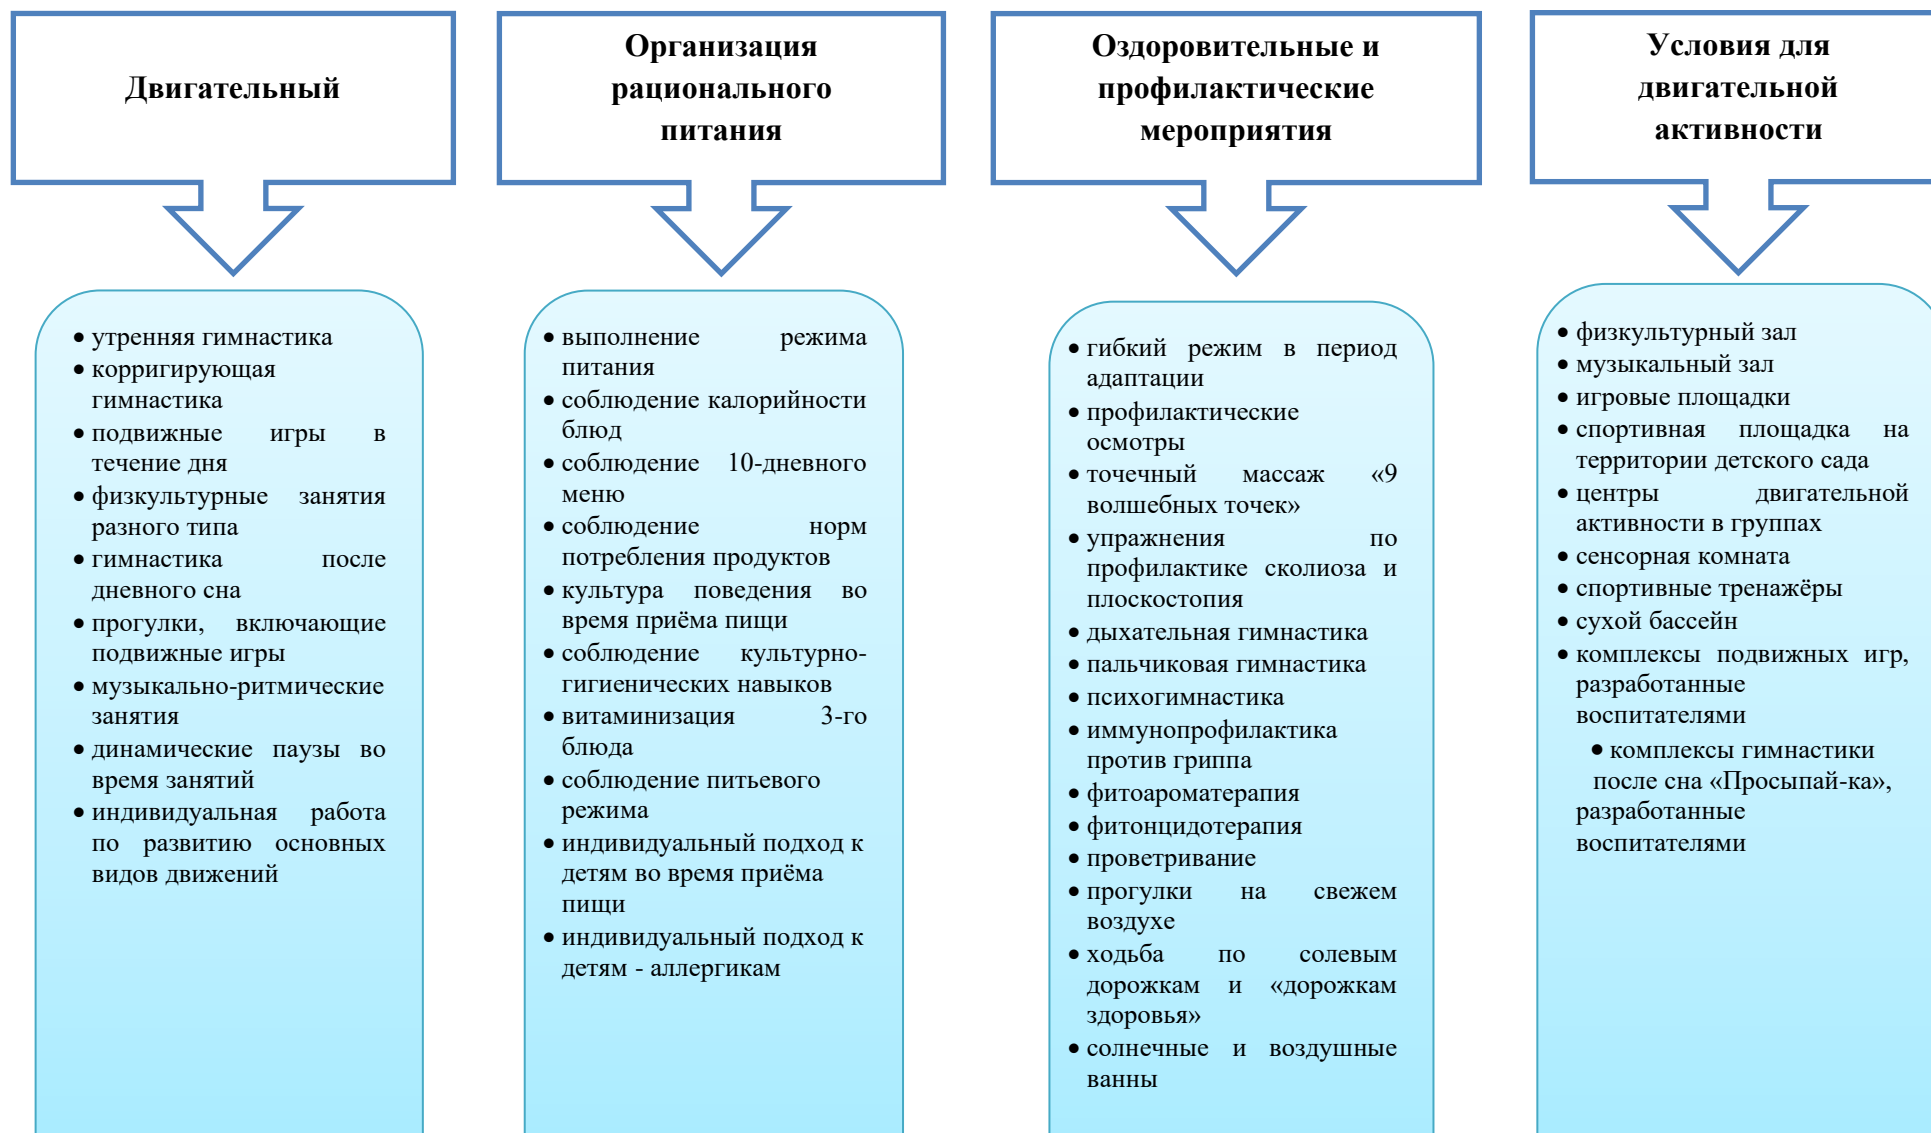 Двигательный
Организация
рационального
питания
Оздоровительные и
профилактические
мероприятия
Условия для
двигательной
активности
• утренняя гимнастика
• корригирующая
гимнастика
• подвижные игры в
течение дня
• физкультурные занятия
разного типа
• гимнастика после
дневного сна
• прогулки, включающие
подвижные игры
• музыкально-ритмические
занятия
• динамические паузы во
время занятий
• индивидуальная работа
по развитию основных
видов движений
• выполнение режима
питания
• соблюдение калорийности
блюд
• соблюдение 10-дневного
меню
• соблюдение норм
потребления продуктов
• культура поведения во
время приёма пищи
• соблюдение культурно-
гигиенических навыков
• витаминизация 3-го
блюда
• соблюдение питьевого
режима
• индивидуальный подход к
детям во время приёма
пищи
• индивидуальный подход к
детям - аллергикам
• гибкий режим в период
адаптации
• профилактические
осмотры
• точечный массаж «9
волшебных точек»
• упражнения по
профилактике сколиоза и
плоскостопия
• дыхательная гимнастика
• пальчиковая гимнастика
• психогимнастика
• иммунопрофилактика
против гриппа
• фитоароматерапия
• фитонцидотерапия
• проветривание
• прогулки на свежем
воздухе
• ходьба по солевым
дорожкам и «дорожкам
здоровья»
• солнечные и воздушные
ванны
• физкультурный зал
• музыкальный зал
• игровые площадки
• спортивная площадка на
территории детского сада
• центры двигательной
активности в группах
• сенсорная комната
• спортивные тренажёры
• сухой бассейн
• комплексы подвижных игр,
разработанные
воспитателями
• комплексы гимнастики
после сна «Просыпай-ка»,
разработанные
воспитателями